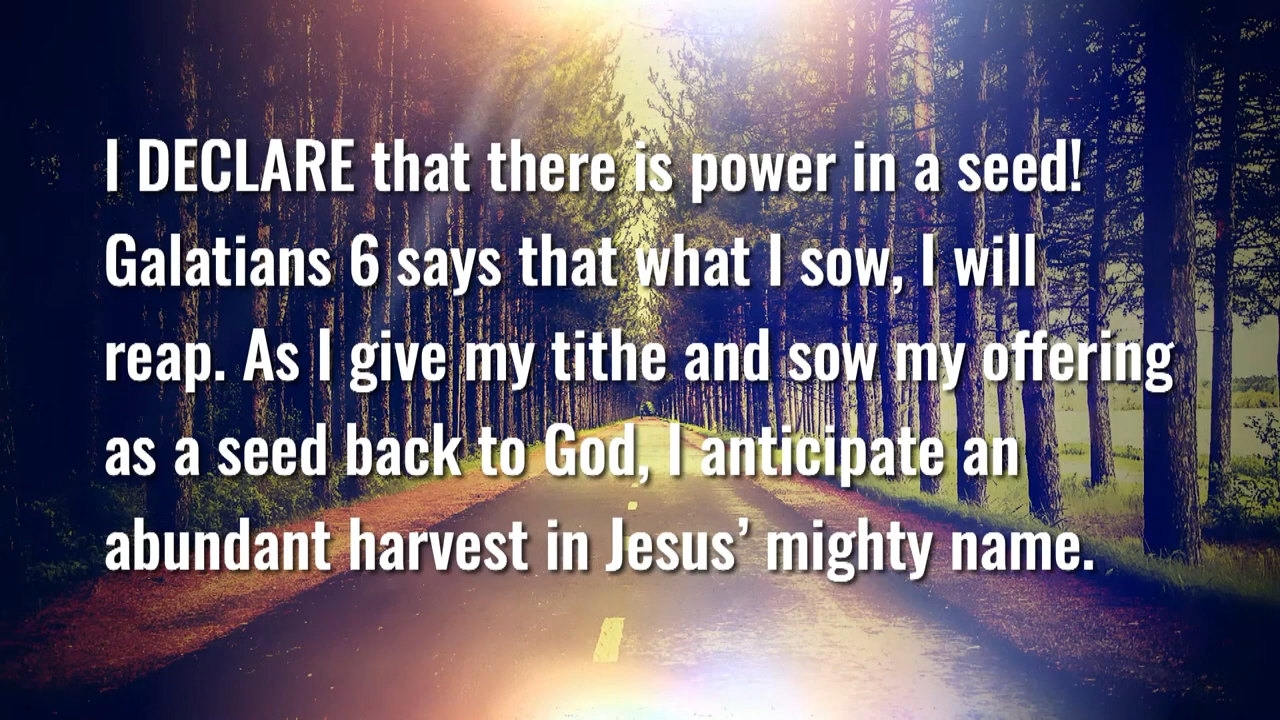 I DECLARE that there is power in a seed!
Galatians 6 says that what I sow, I will
reap. As I give my tithe and sow my offering
as a seed back to God, I anticipate an
abundant harvest in Jesus’ mighty name.